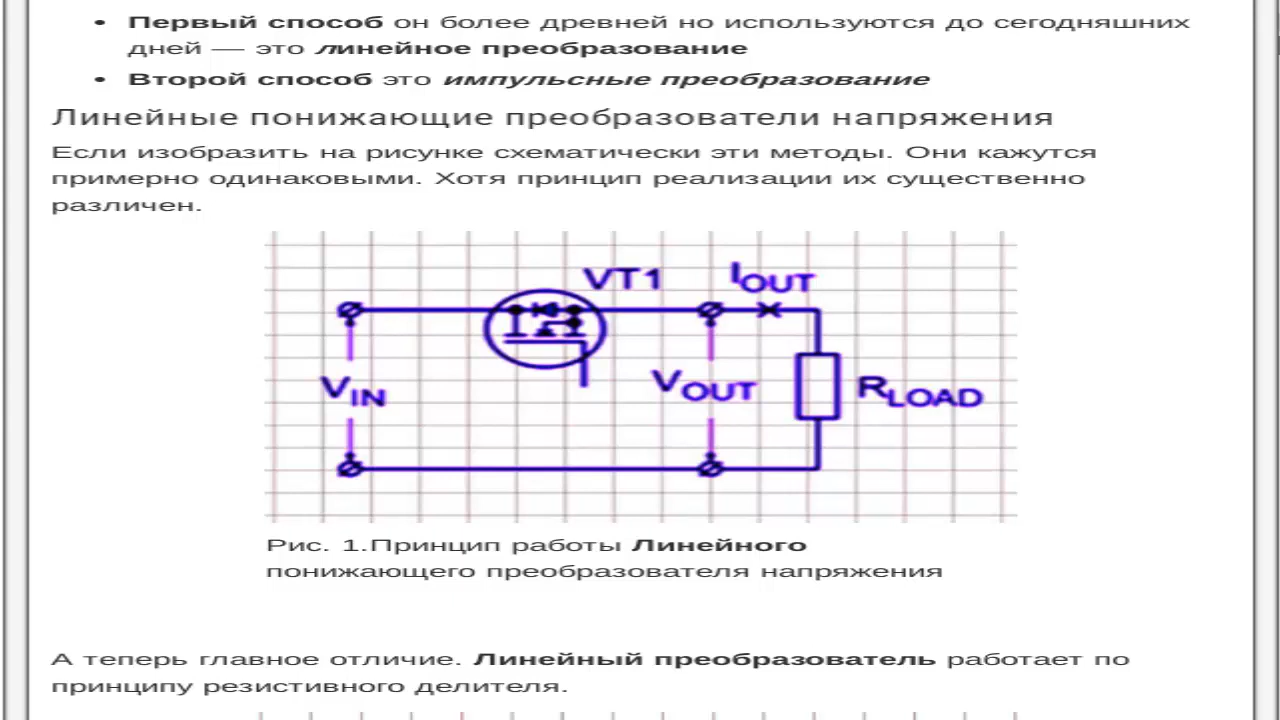 • Первый способ он более древней но используются до сегодняшних
дней — это линейное преобразование
• Второй способ это импульсные преобразование
Линейные понижающие преобразователи напряжения
Если изобразить на рисунке схематически эти методы. Они кажутся
примерно одинаковыми. Хотя принцип реализации их существенно
различен.
VT1 IOUT
VIN VOUT RLOAD
Рис. 1.Принцип работы Линейного
понижающего преобразователя напряжения
А теперь главное отличие. Линейный преобразователь работает по
принципу резистивного делителя.